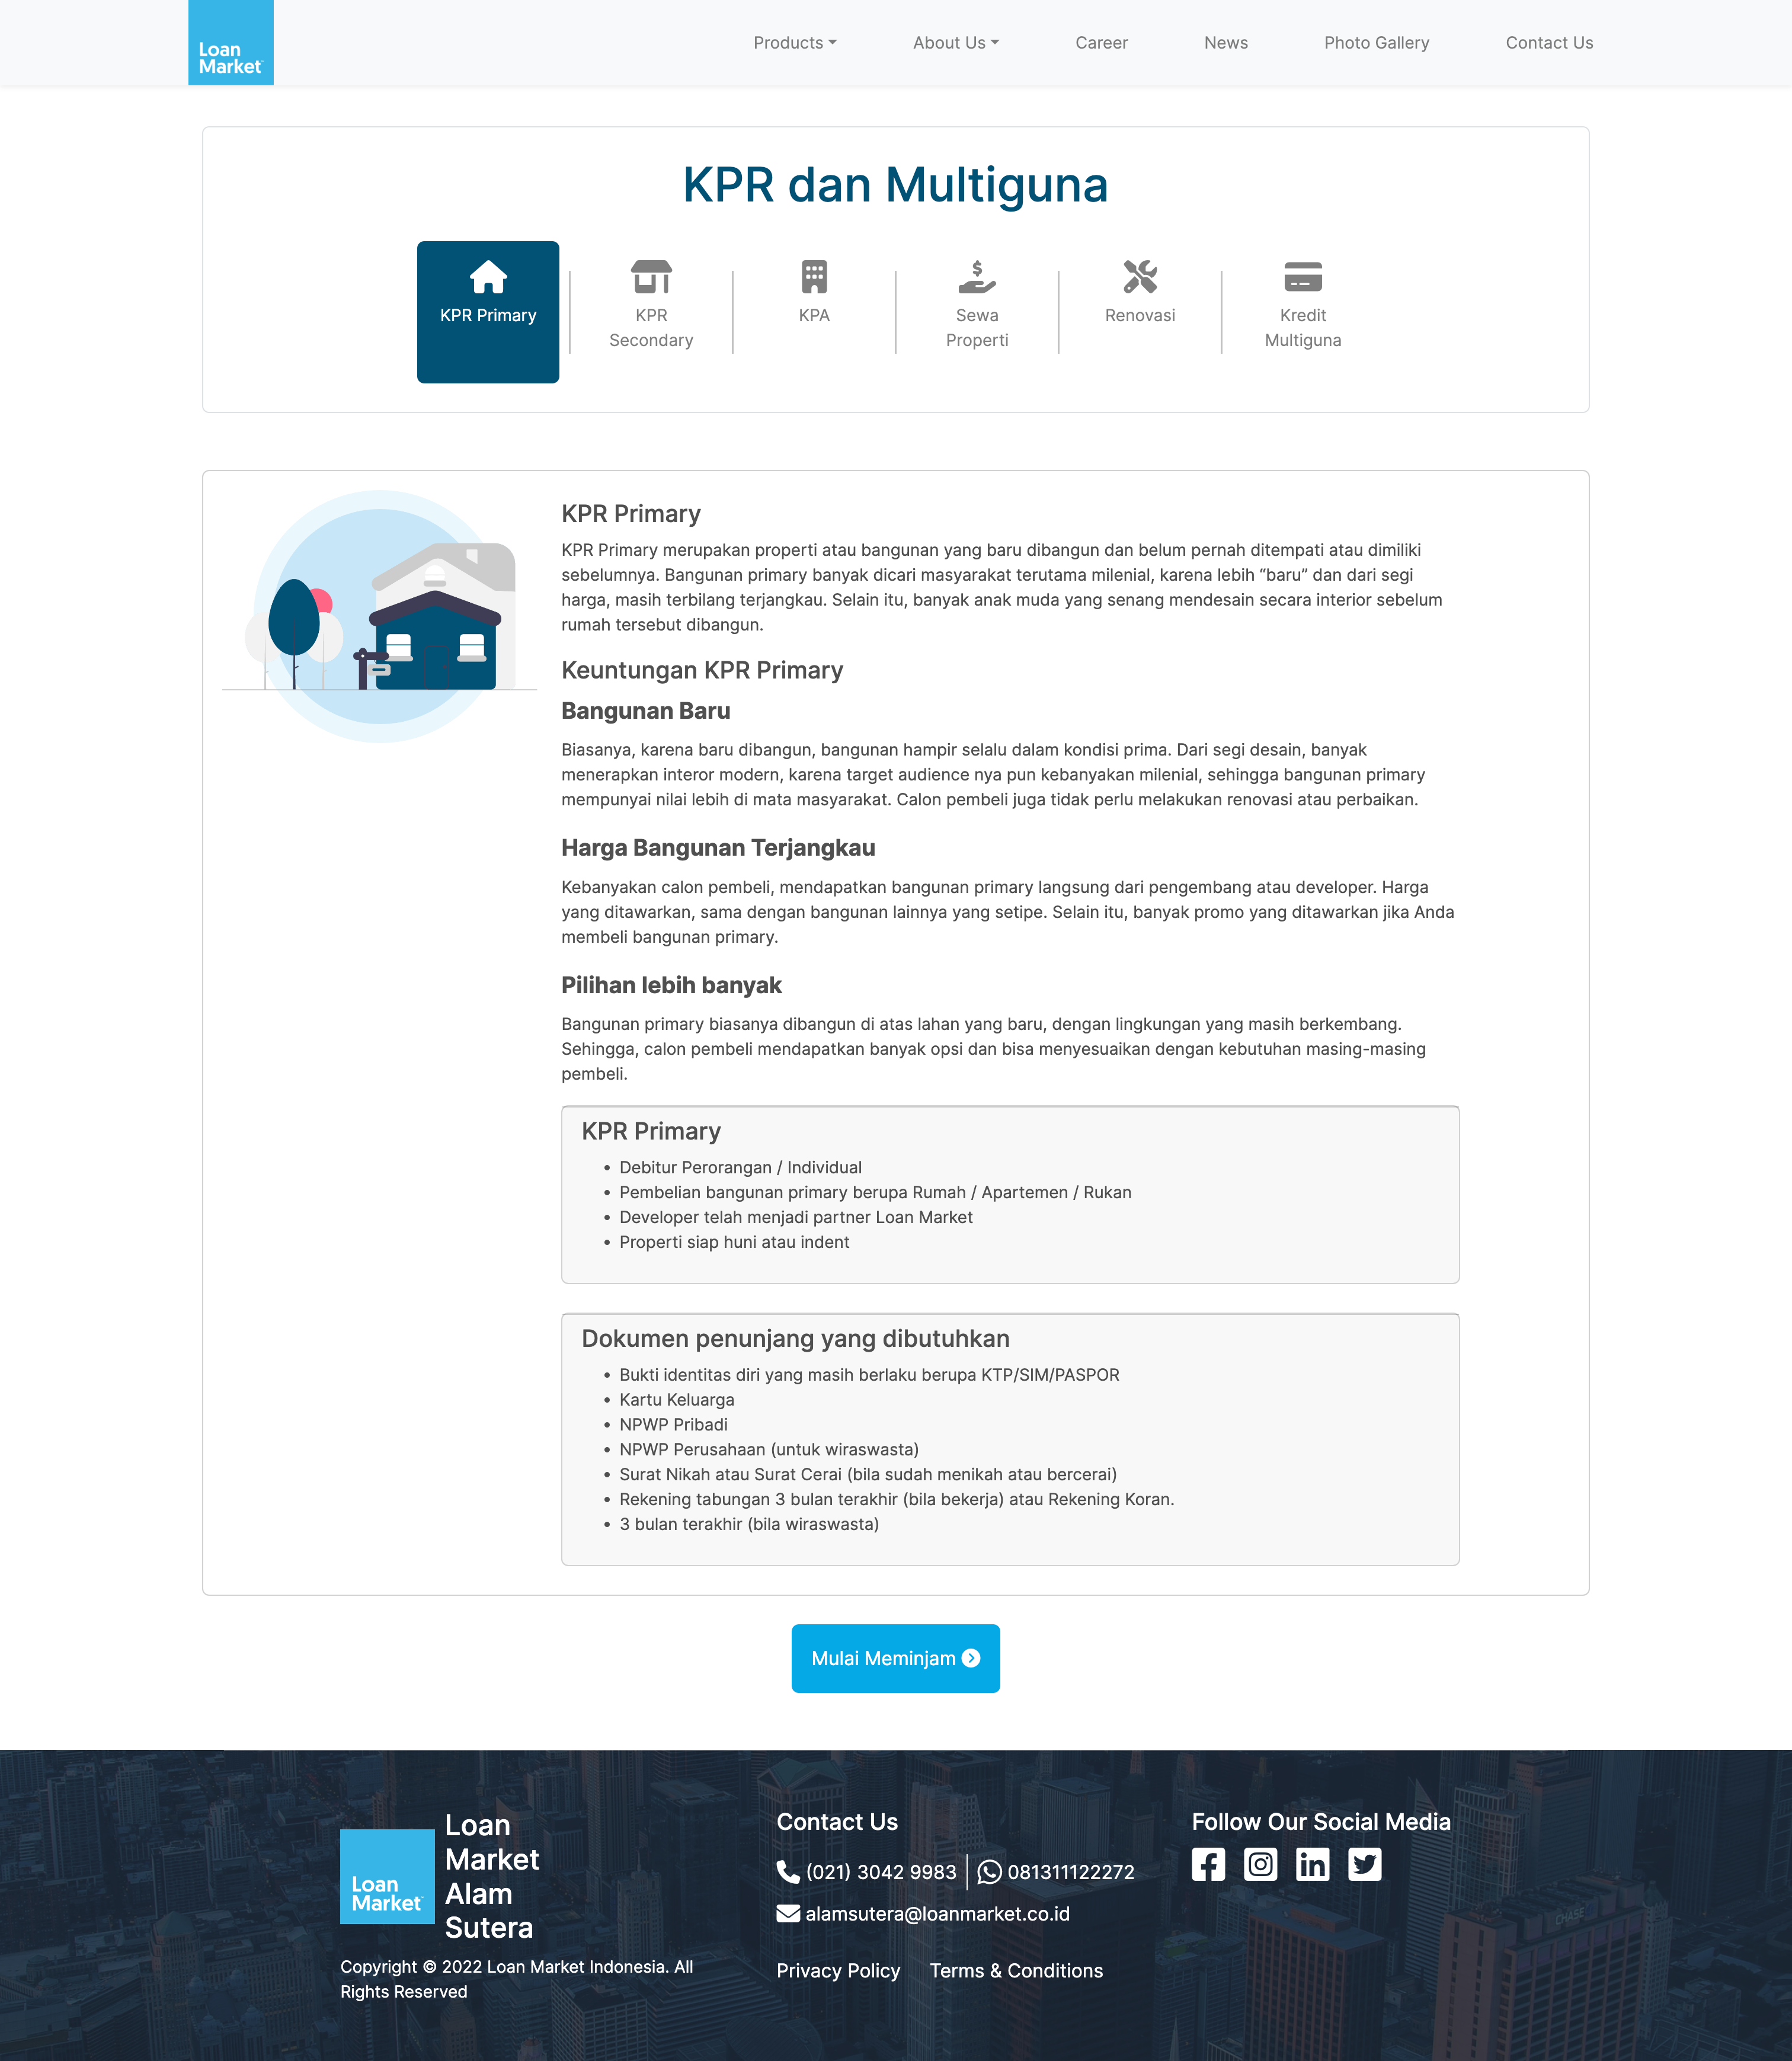 Loan
Market
Products
About Us
Career
News
Photo Gallery
Contact Us
KPR dan Multiguna
KPR Primary
KPR
Secondary
KPA
Sewa
Properti
Renovasi
Kredit
Multiguna
KPR Primary
KPR Primary merupakan properti atau bangunan yang baru dibangun dan belum pernah ditempati atau dimiliki
sebelumnya. Bangunan primary banyak dicari masyarakat terutama milenial, karena lebih “baru” dan dari segi
harga, masih terbilang terjangkau. Selain itu, banyak anak muda yang senang mendesain secara interior sebelum
rumah tersebut dibangun.
Keuntungan KPR Primary
Bangunan Baru
Biasanya, karena baru dibangun, bangunan hampir selalu dalam kondisi prima. Dari segi desain, banyak
menerapkan interor modern, karena target audience nya pun kebanyakan milenial, sehingga bangunan primary
mempunyai nilai lebih di mata masyarakat. Calon pembeli juga tidak perlu melakukan renovasi atau perbaikan.
Harga Bangunan Terjangkau
Kebanyakan calon pembeli, mendapatkan bangunan primary langsung dari pengembang atau developer. Harga
yang ditawarkan, sama dengan bangunan lainnya yang setipe. Selain itu, banyak promo yang ditawarkan jika Anda
membeli bangunan primary.
Pilihan lebih banyak
Bangunan primary biasanya dibangun di atas lahan yang baru, dengan lingkungan yang masih berkembang.
Sehingga, calon pembeli mendapatkan banyak opsi dan bisa menyesuaikan dengan kebutuhan masing-masing
pembeli.
KPR Primary
• Debitur Perorangan / Individual
• Pembelian bangunan primary berupa Rumah / Apartemen / Rukan
• Developer telah menjadi partner Loan Market
• Properti siap huni atau indent
Dokumen penunjang yang dibutuhkan
• Bukti identitas diri yang masih berlaku berupa KTP/SIM/PASPOR
• Kartu Keluarga
• NPWP Pribadi
• NPWP Perusahaan (untuk wiraswasta)
• Surat Nikah atau Surat Cerai (bila sudah menikah atau bercerai)
• Rekening tabungan 3 bulan terakhir (bila bekerja) atau Rekening Koran.
• 3 bulan terakhir (bila wiraswasta)
Mulai Meminjam
Loan
Market
Loan
Market
Alam
Sutera
Copyright © 2022 Loan Market Indonesia. All
Rights Reserved
Contact Us
(021) 3042 9983
081311122272
alamsutera@loanmarket.co.id
Privacy Policy
Terms & Conditions
Follow Our Social Media
CHASE